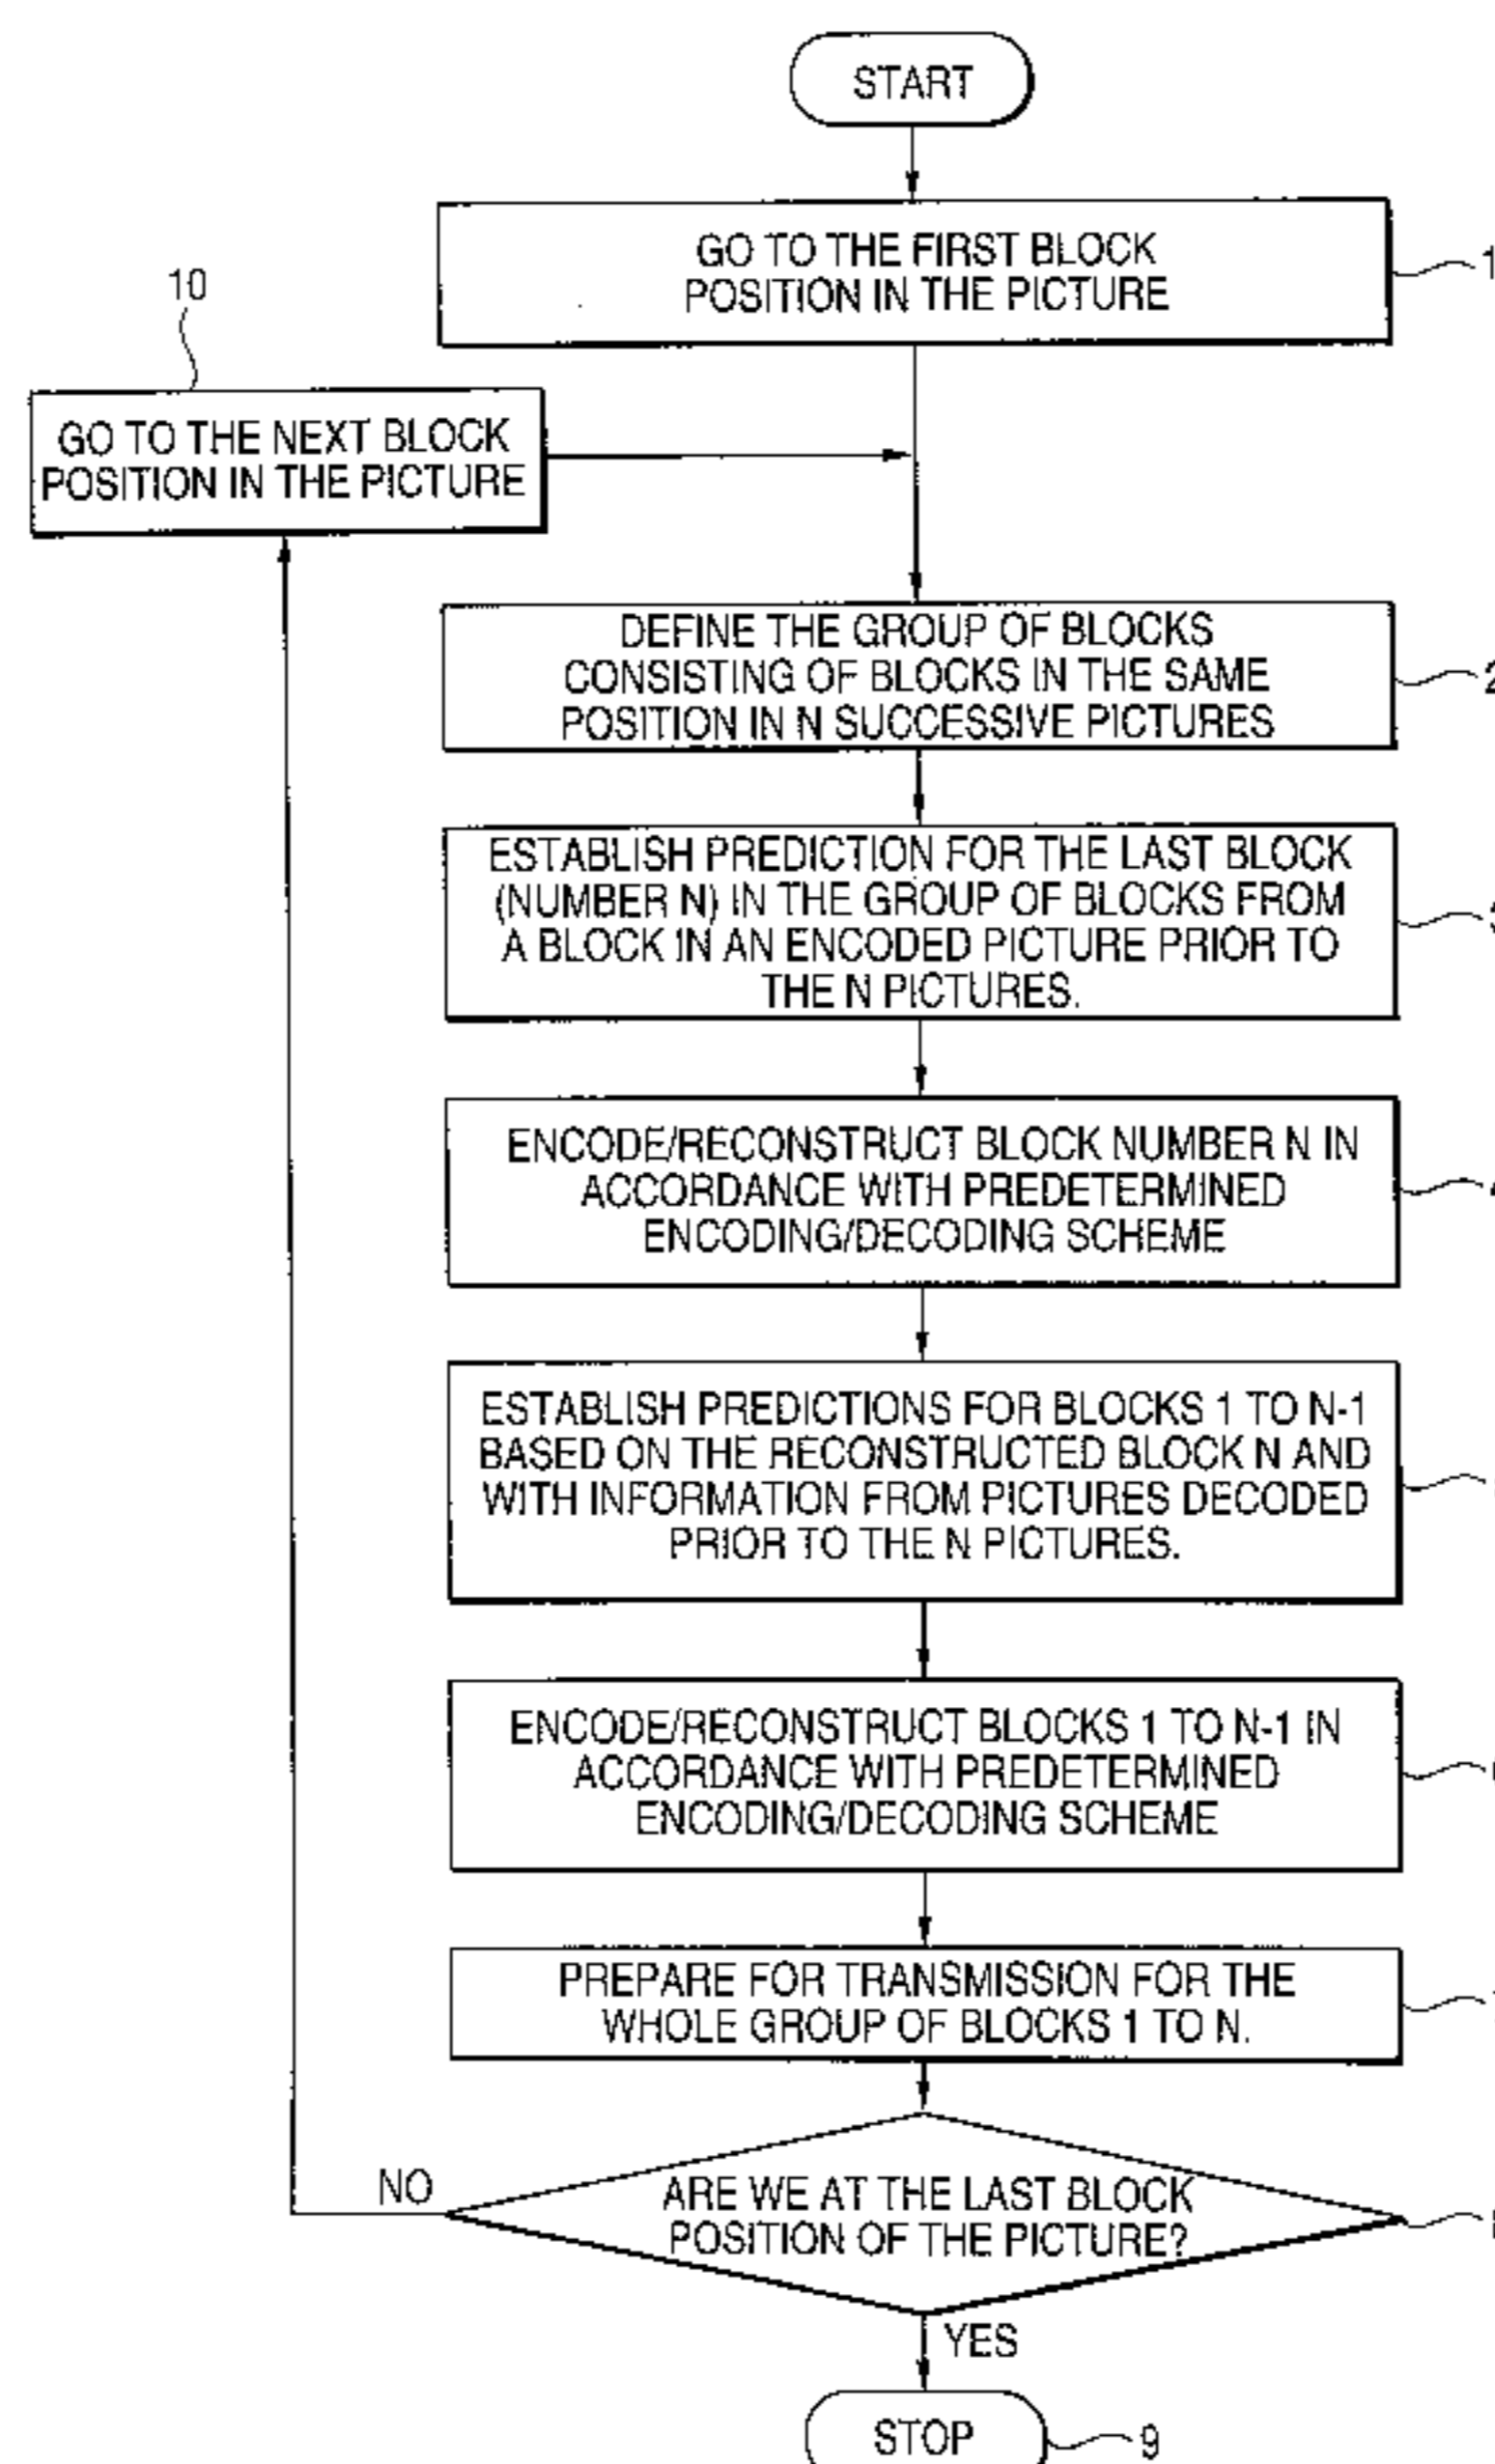 START
GO TO THE FIRST BLOCK
POSITION IN THE PICTURE
1
10
GO TO THE NEXT BLOCK
POSITION IN THE PICTURE
DEFINE THE GROUP OF BLOCKS
CONSISTING OF BLOCKS IN THE SAME
POSITION IN N SUCCESSIVE PICTURES
2
ESTABLISH PREDICTION FOR THE LAST BLOCK
(NUMBER N) IN THE GROUP OF BLOCKS FROM
A BLOCK IN AN ENCODED PICTURE PRIOR TO
THE N PICTURES.
ENCODE/RECONSTRUCT BLOCK NUMBER N IN
ACCORDANCE WITH PREDETERMINED
ENCODING/DECODING SCHEME
ESTABLISH PREDICTIONS FOR BLOCKS 1 TO N-1
BASED ON THE RECONSTRUCTED BLOCK N AND
WITH INFORMATION FROM PICTURES DECODED
PRIOR TO THE N PICTURES.
ENCODE/RECONSTRUCT BLOCKS 1 TO N-1 IN
ACCORDANCE WITH PREDETERMINED
ENCODING/DECODING SCHEME
PREPARE FOR TRANSMISSION FOR THE
WHOLE GROUP OF BLOCKS 1 TO N.
NO
ARE WE AT THE LAST BLOCK
POSITION OF THE PICTURE?
YES
STOP
9